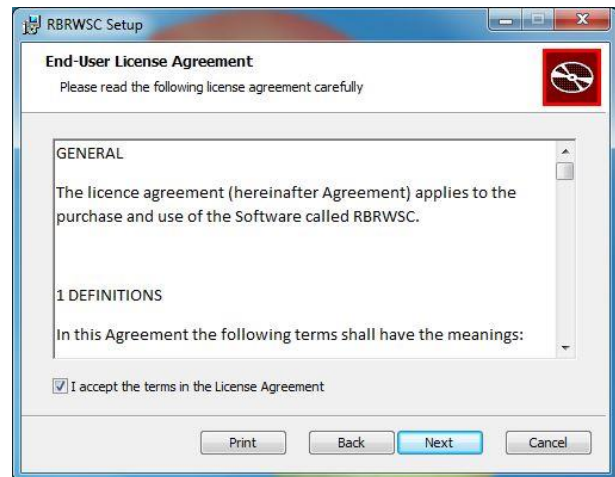 RBRWSC Setup
End-User License Agreement
Please read the following license agreement carefully
GENERAL
The licence agreement (hereinafter Agreement) applies to the
purchase and use of the Software called RBRWSC.
1 DEFINITIONS
In this Agreement the following terms shall have the meanings:
I accept the terms in the License Agreement
Print
Back
Next
Cancel